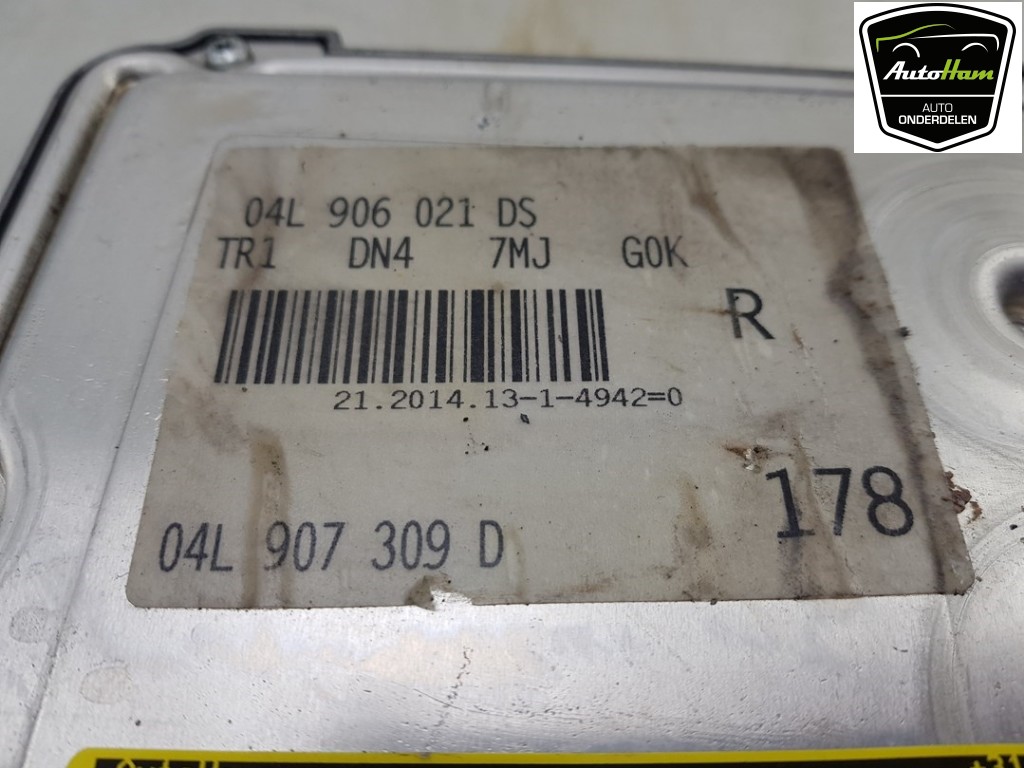 AutoHam
AUTO
ONDERDELEN
04L 906 021 DS
TR1 DN4 7MJ G0K
R
21.2014.13-1-4942=0
178
04L 907 309 D